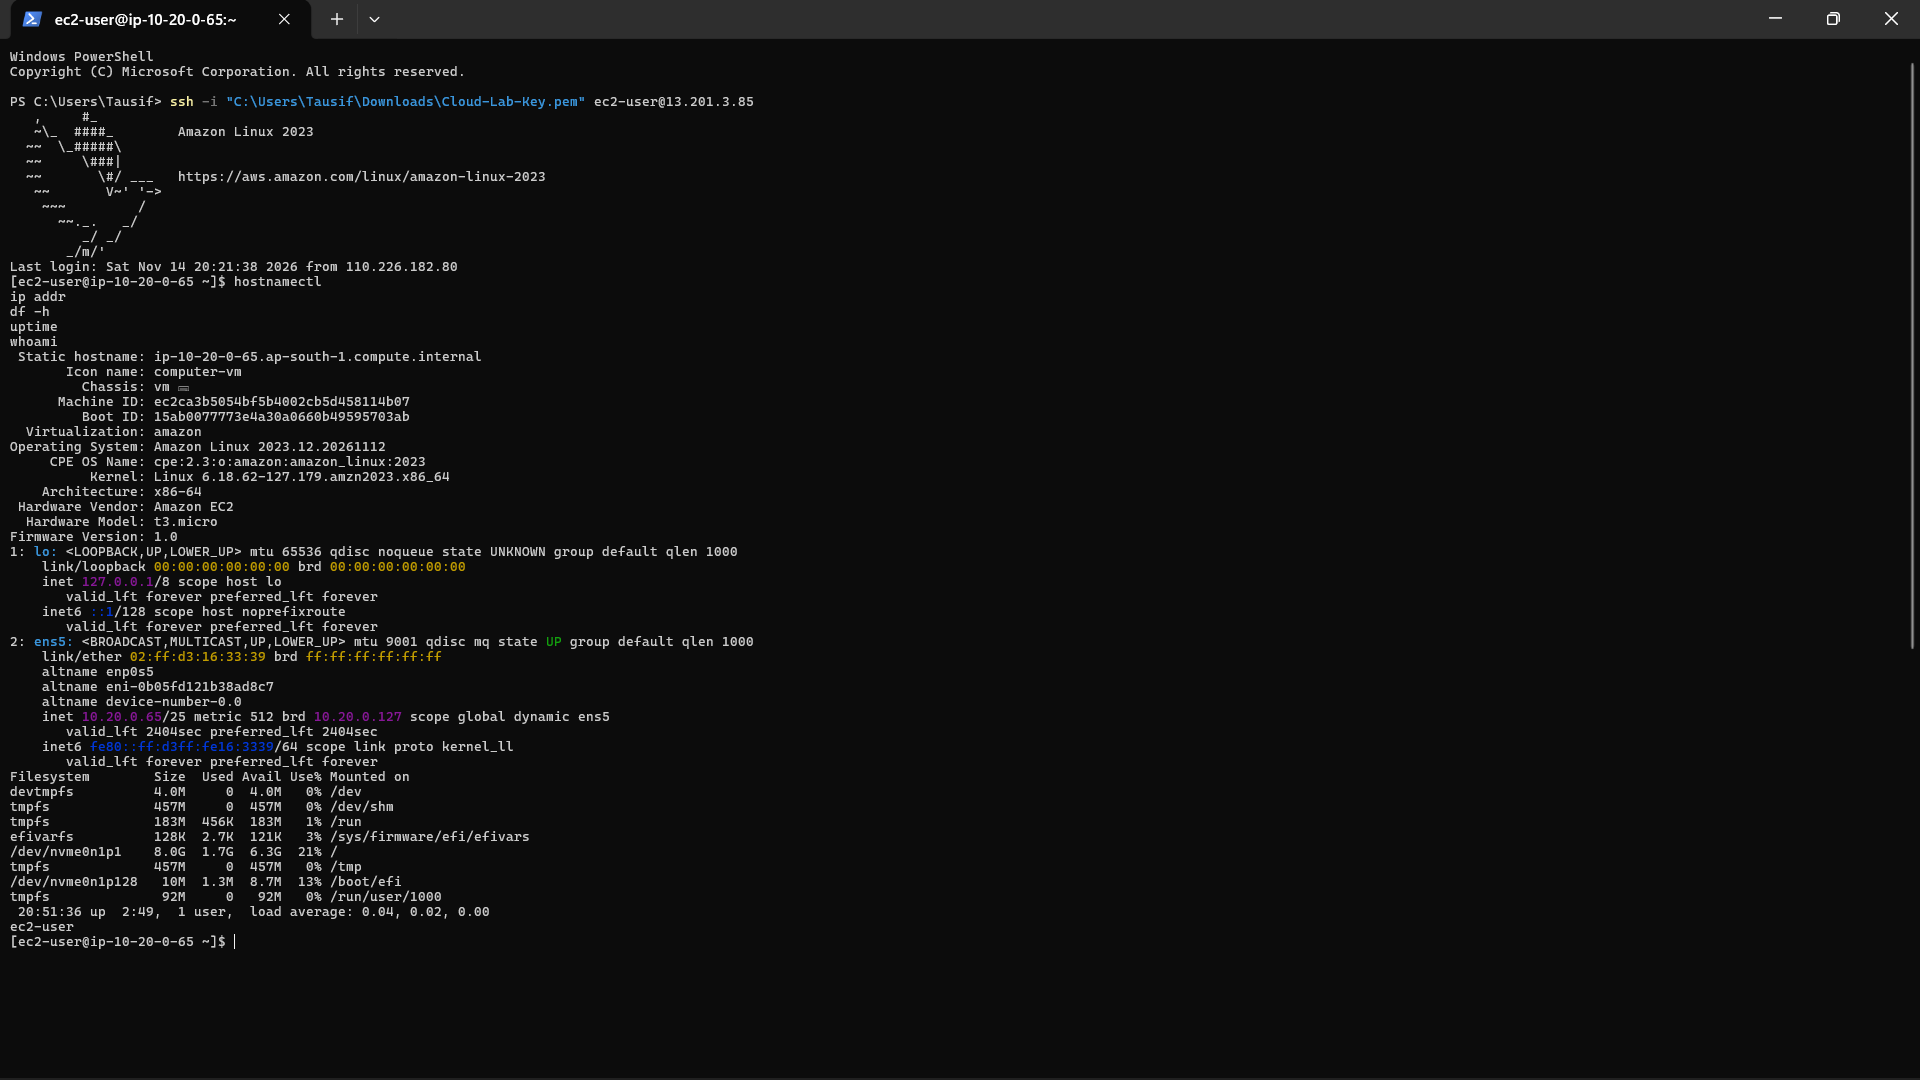 ec2-user@ip-10-20-0-65:~
Windows PowerShell
Copyright (C) Microsoft Corporation. All rights reserved.
PS C:\Users\Tausif> ssh -i "C:\Users\Tausif\Downloads\Cloud-Lab-Key.pem" ec2-user@13.201.3.85
   ,     #_
   ~\_  ####_        Amazon Linux 2023
  ~~  \_#####\
  ~~     \###|
  ~~       \#/ ___   https://aws.amazon.com/linux/amazon-linux-2023
   ~~       V~' '->
    ~~~         /
      ~~._.   _/
         _/ _/
       _/m/'
Last login: Sat Nov 14 20:21:38 2026 from 110.226.182.80
[ec2-user@ip-10-20-0-65 ~]$ hostnamectl
ip addr
df -h
uptime
whoami
 Static hostname: ip-10-20-0-65.ap-south-1.compute.internal
       Icon name: computer-vm
         Chassis: vm
      Machine ID: ec2ca3b5054bf5b4002cb5d458114b07
         Boot ID: 15ab0077773e4a30a0660b49595703ab
  Virtualization: amazon
Operating System: Amazon Linux 2023.12.20261112
     CPE OS Name: cpe:2.3:o:amazon:amazon_linux:2023
          Kernel: Linux 6.18.62-127.179.amzn2023.x86_64
    Architecture: x86-64
 Hardware Vendor: Amazon EC2
  Hardware Model: t3.micro
Firmware Version: 1.0
1: lo: <LOOPBACK,UP,LOWER_UP> mtu 65536 qdisc noqueue state UNKNOWN group default qlen 1000
    link/loopback 00:00:00:00:00:00 brd 00:00:00:00:00:00
    inet 127.0.0.1/8 scope host lo
       valid_lft forever preferred_lft forever
    inet6 ::1/128 scope host noprefixroute
       valid_lft forever preferred_lft forever
2: ens5: <BROADCAST,MULTICAST,UP,LOWER_UP> mtu 9001 qdisc mq state UP group default qlen 1000
    link/ether 02:ff:d3:16:33:39 brd ff:ff:ff:ff:ff:ff
    altname enp0s5
    altname eni-0b05fd121b38ad8c7
    altname device-number-0.0
    inet 10.20.0.65/25 metric 512 brd 10.20.0.127 scope global dynamic ens5
       valid_lft 2404sec preferred_lft 2404sec
    inet6 fe80::ff:d3ff:fe16:3339/64 scope link proto kernel_ll
       valid_lft forever preferred_lft forever
Filesystem        Size  Used Avail Use% Mounted on
devtmpfs          4.0M     0  4.0M   0% /dev
tmpfs             457M     0  457M   0% /dev/shm
tmpfs             183M  456K  183M   1% /run
efivarfs          128K  2.7K  121K   3% /sys/firmware/efi/efivars
/dev/nvme0n1p1    8.0G  1.7G  6.3G  21% /
tmpfs             457M     0  457M   0% /tmp
/dev/nvme0n1p128   10M  1.3M  8.7M  13% /boot/efi
tmpfs              92M     0   92M   0% /run/user/1000
 20:51:36 up  2:49,  1 user,  load average: 0.04, 0.02, 0.00
ec2-user
[ec2-user@ip-10-20-0-65 ~]$